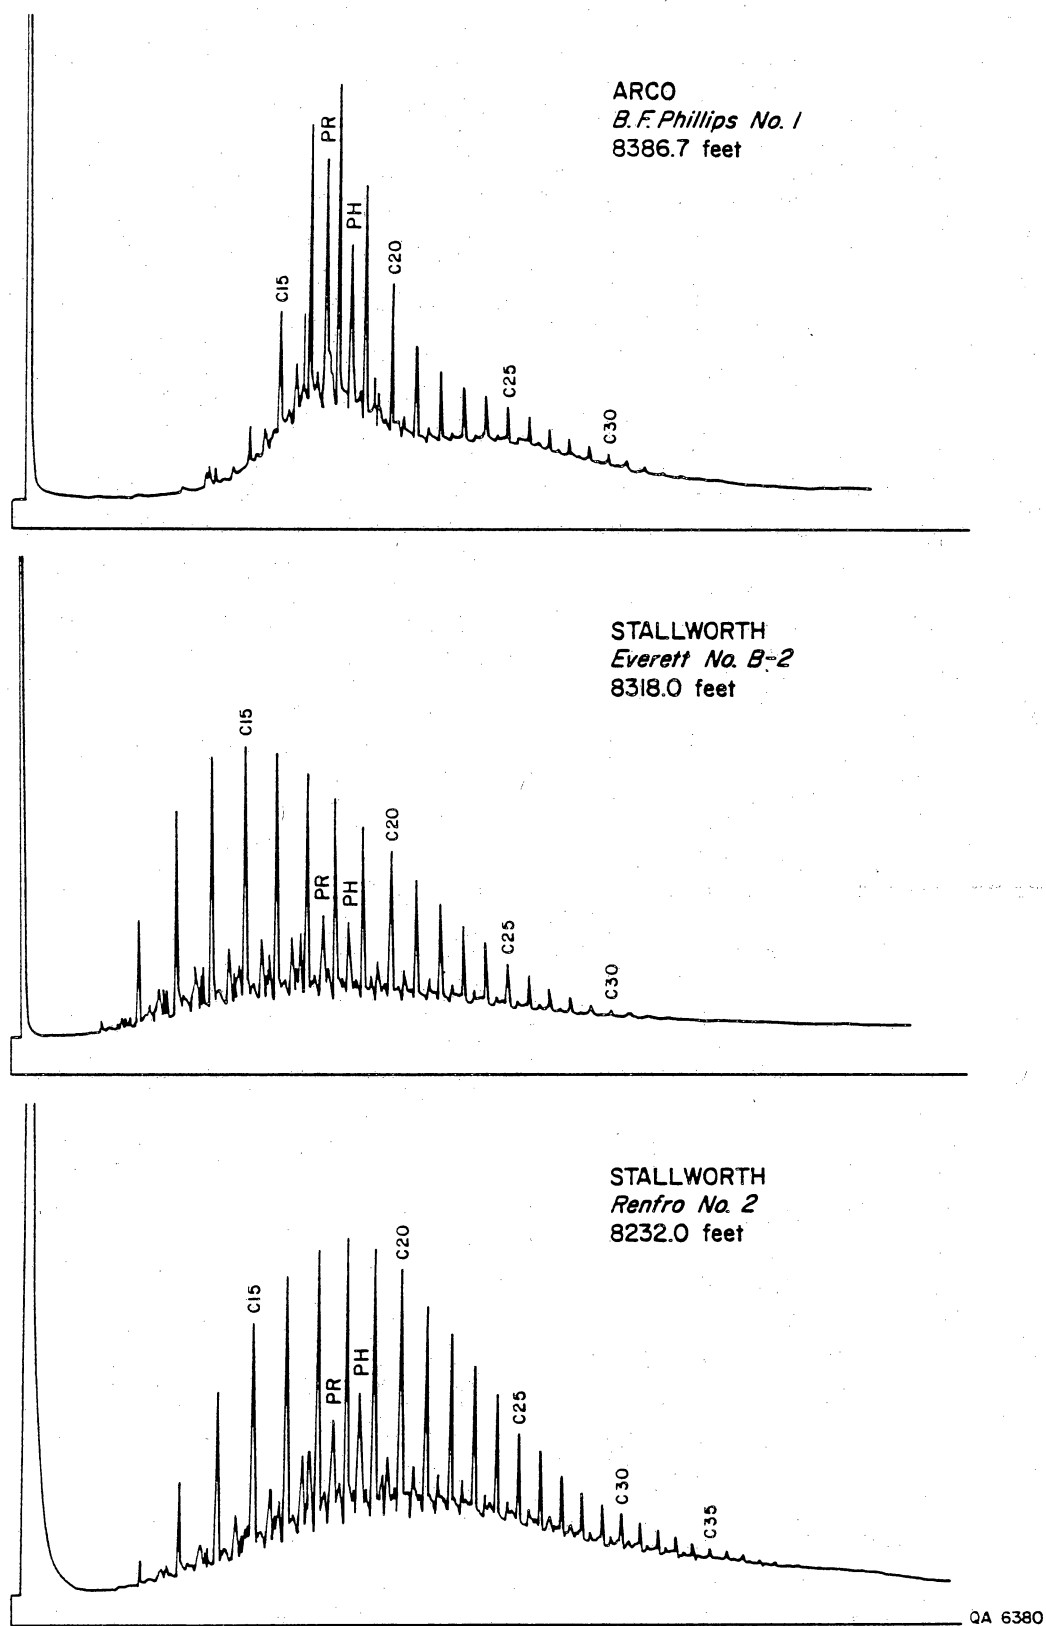 ARCO
B.F. Phillips No. 1
8386.7 feet
C15
PR
PH
C20
C25
C30
STALLWORTH
Everett No. B-2
8318.0 feet
C15
PR
PH
C20
C25
C30
STALLWORTH
Renfro No. 2
8232.0 feet
C15
PR
PH
C20
C25
C30
C35
QA 6380